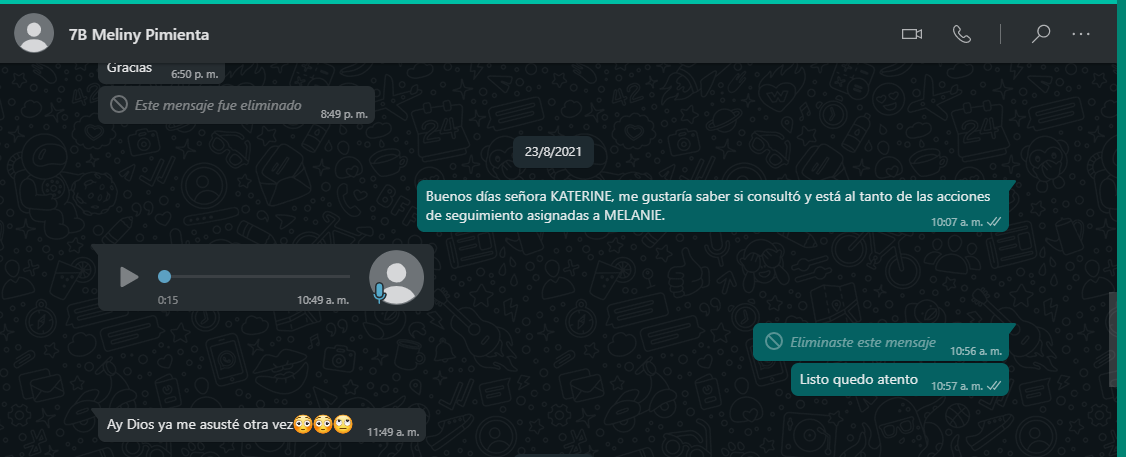 7B Meliny Pimienta
Gracias
6:50 p. m.
Este mensaje fue eliminado
8:49 p. m.
23/8/2021
Buenos días señora KATERINE, me gustaría saber si consultó y está al tanto de las acciones
de seguimiento asignadas a MELANIE.
10:07 a. m.
0:15
10:49 a. m.
Eliminaste este mensaje
10:56 a. m.
Listo quedo atento
10:57 a. m.
Ay Dios ya me asusté otra vez😳😳🙄
11:49 a. m.